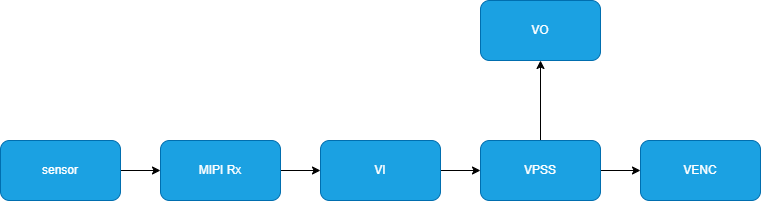 VO
sensor
MIPI Rx
VI
VPSS
VENC